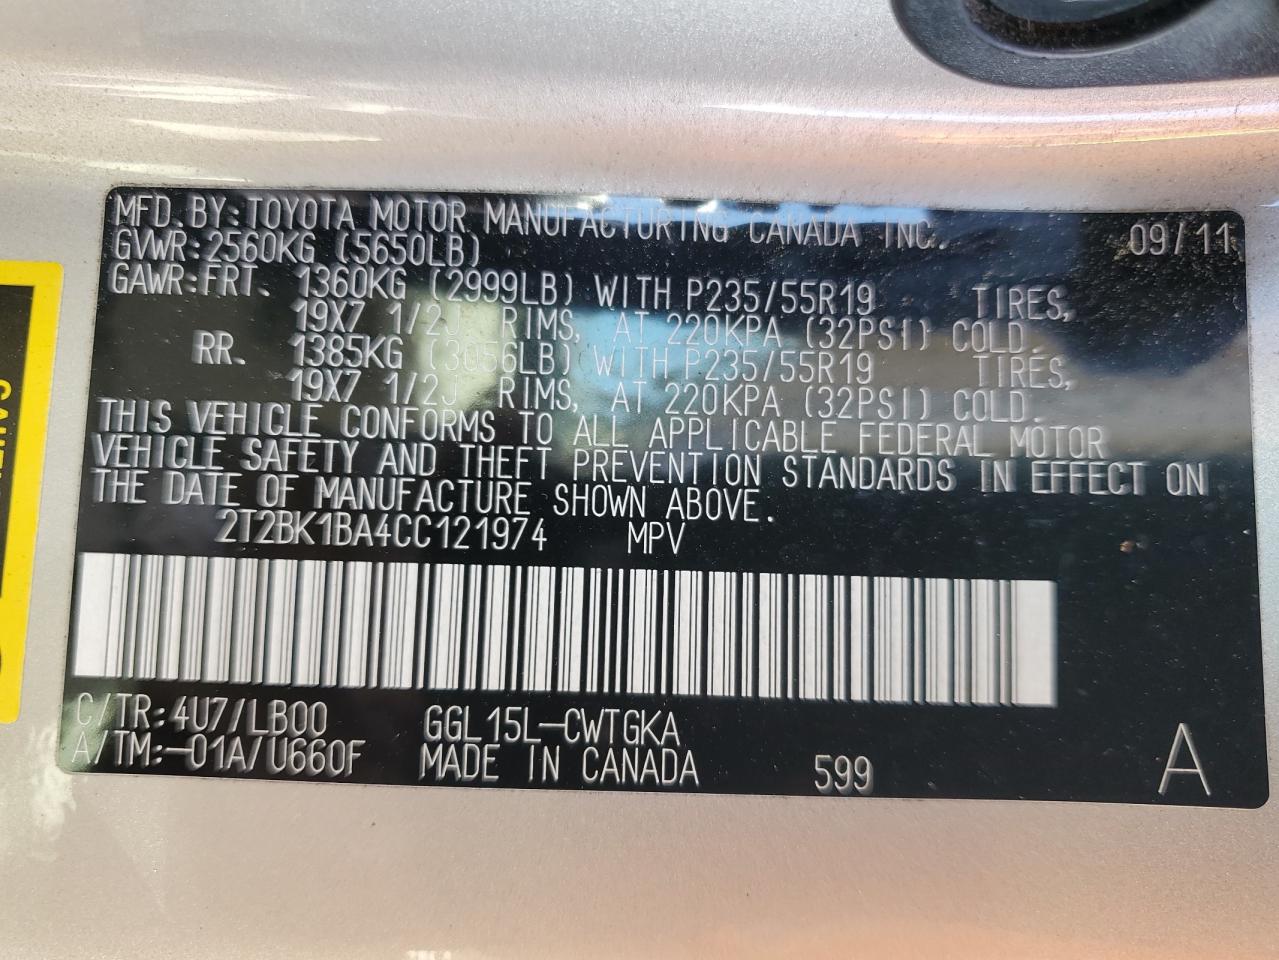 MFD BY:TOYOTA MOTOR MANUFACTURING CANADA INC. 09/11
GVWR:2560KG (5650LB)
GAWR:FRT. 1360KG (2999LB) WITH P235/55R19 TIRES,
19X7 1/2J RIMS, AT 220KPA (32PSI) COLD.
RR. 1385KG (3056LB) WITH P235/55R19 TIRES,
19X7 1/2J RIMS, AT 220KPA (32PSI) COLD.
THIS VEHICLE CONFORMS TO ALL APPLICABLE FEDERAL MOTOR
VEHICLE SAFETY AND THEFT PREVENTION STANDARDS IN EFFECT ON
THE DATE OF MANUFACTURE SHOWN ABOVE.
2T2BK1BA4CC121974 MPV
C/TR:4U7/LB00 GGL15L-CWTGKA
A/TM:-01A/U660F MADE IN CANADA 599 A